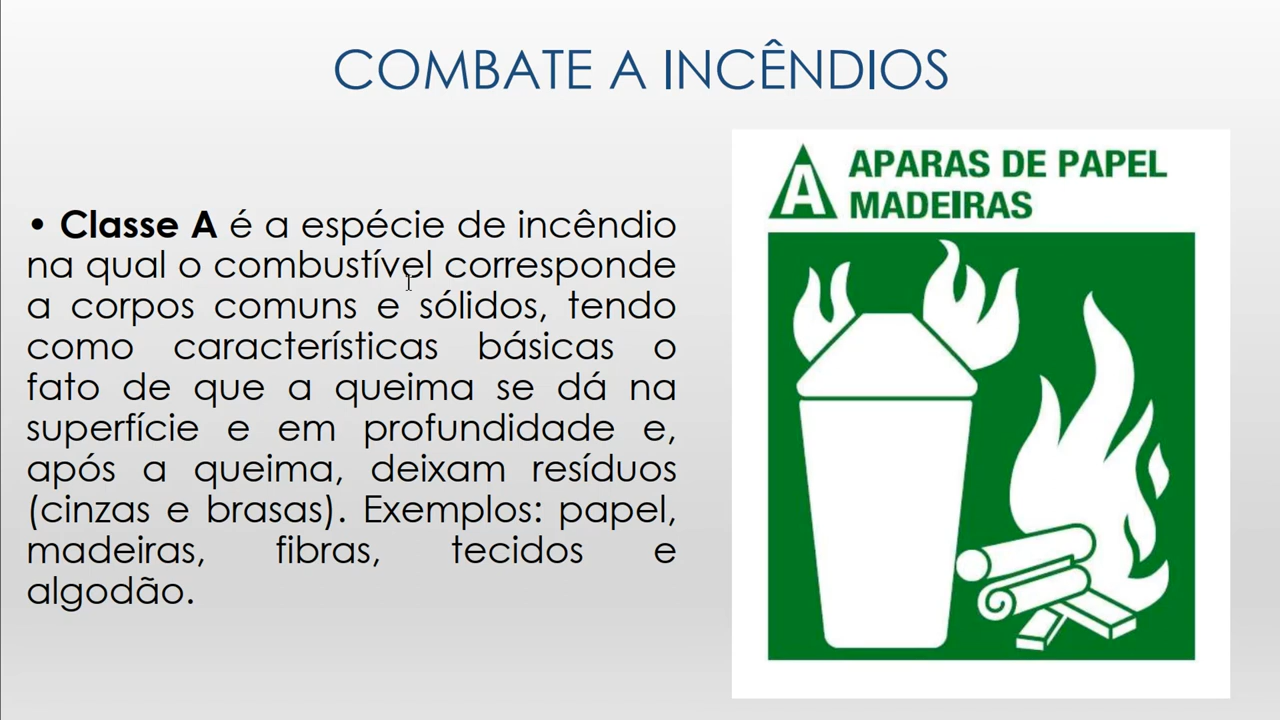 COMBATE A INCÊNDIOS
• Classe A é a espécie de incêndio
na qual o combustível corresponde
a corpos comuns e sólidos, tendo
como características básicas o
fato de que a queima se dá na
superfície e em profundidade e,
após a queima, deixam resíduos
(cinzas e brasas). Exemplos: papel,
madeiras, fibras, tecidos e
algodão.
A
APARAS DE PAPEL
MADEIRAS